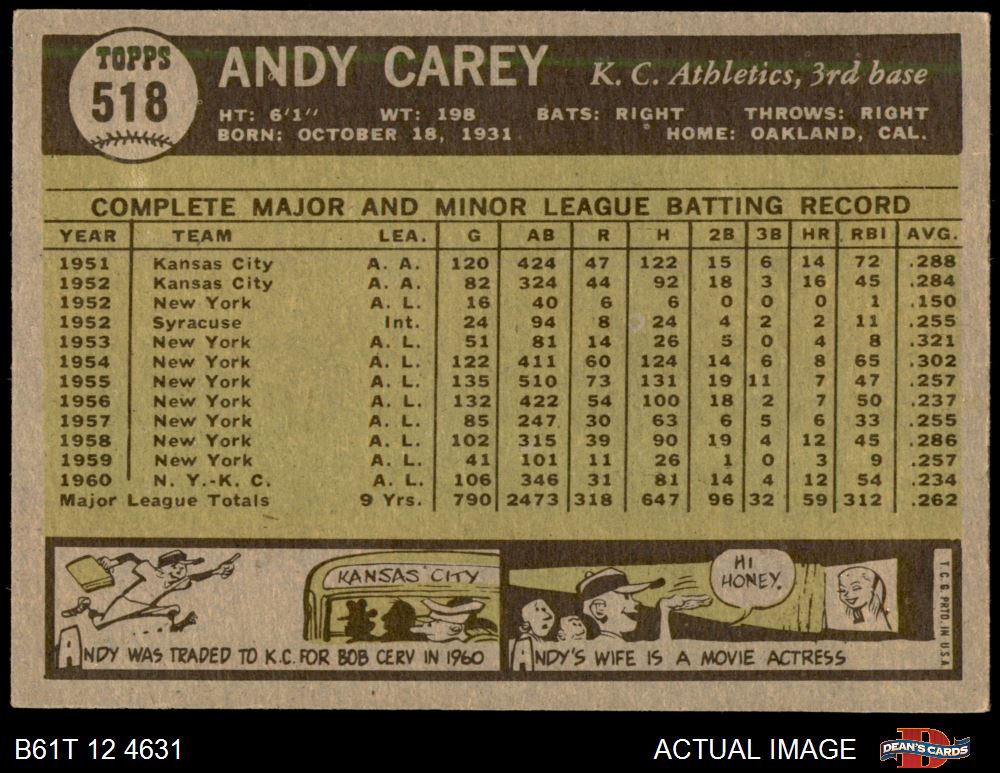 TOPPS
518
ANDY CAREY K. C. Athletics, 3rd base
HT: 6'1" WT: 198 BATS: RIGHT THROWS: RIGHT
BORN: OCTOBER 18, 1931 HOME: OAKLAND, CAL.
COMPLETE MAJOR AND MINOR LEAGUE BATTING RECORD
YEAR TEAM LEA. G AB R H 2B 3B HR RBI AVG.
1951 Kansas City A. A. 120 424 47 122 15 6 14 72 .288
1952 Kansas City A. A. 82 324 44 92 18 3 16 45 .284
1952 New York A. L. 16 40 6 6 0 0 0 1 .150
1952 Syracuse Int. 24 94 8 24 4 2 2 11 .255
1953 New York A. L. 51 81 14 26 5 0 4 8 .321
1954 New York A. L. 122 411 60 124 14 6 8 65 .302
1955 New York A. L. 135 510 73 131 19 11 7 47 .257
1956 New York A. L. 132 422 54 100 18 2 7 50 .237
1957 New York A. L. 85 247 30 63 6 5 6 33 .255
1958 New York A. L. 102 315 39 90 19 4 12 45 .286
1959 New York A. L. 41 101 11 26 1 0 3 9 .257
1960 N. Y.-K. C. A. L. 106 346 31 81 14 4 12 54 .234
Major League Totals 9 Yrs. 790 2473 318 647 96 32 59 312 .262
KANSAS CITY
ANDY WAS TRADED TO K.C. FOR BOB CERV IN 1960
HI
HONEY.
ANDY'S WIFE IS A MOVIE ACTRESS
T.C.G. PRTD. IN U.S.A.
B61T 12 4631
ACTUAL IMAGE
DEAN'S CARDS